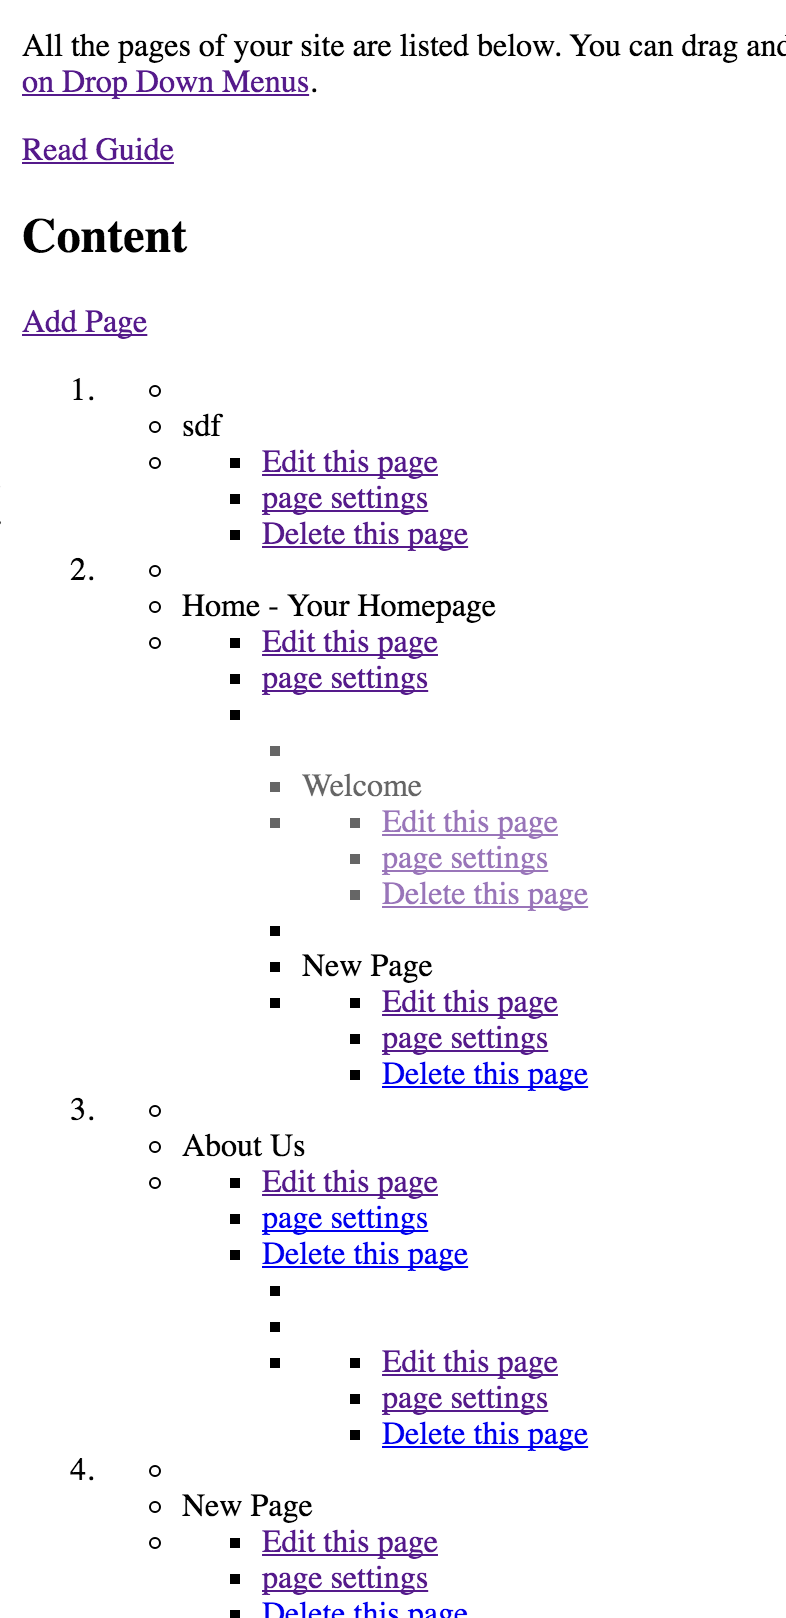 All the pages of your site are listed below. You can drag and
on Drop Down Menus.
Read Guide
Content
Add Page
1.
sdf
Edit this page
page settings
Delete this page
2.
Home - Your Homepage
Edit this page
page settings
Welcome
Edit this page
page settings
Delete this page
New Page
Edit this page
page settings
Delete this page
3.
About Us
Edit this page
page settings
Delete this page
Edit this page
page settings
Delete this page
4.
New Page
Edit this page
page settings
Delete this page